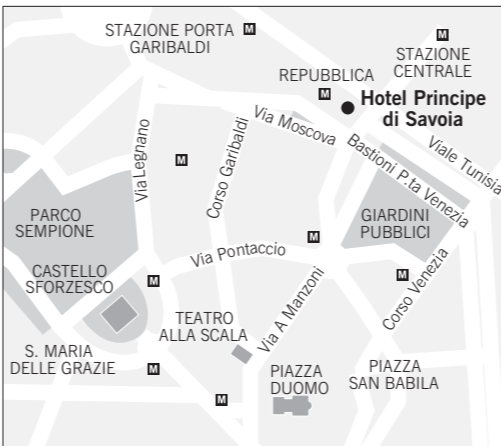 STAZIONE PORTA
GARIBALDI
M
M
STAZIONE
CENTRALE
REPUBBLICA
M
Hotel Principe
di Savoia
Via Moscova
Bastioni P.ta Venezia
Viale Tunisia
Via Legnano
M
Corso Garibaldi
PARCO
SEMPIONE
GIARDINI
PUBBLICI
M
Via Pontaccio
M
Corso Venezia
CASTELLO
SFORZESCO
M
Via A Manzoni
TEATRO
ALLA SCALA
S. MARIA
DELLE GRAZIE
M
PIAZZA
DUOMO
PIAZZA
SAN BABILA
M